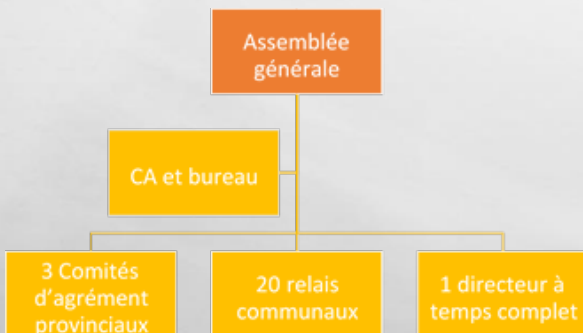 Assemblée
générale
CA et bureau
3 Comités
d'agrément
provinciaux
20 relais
communaux
1 directeur à
temps complet